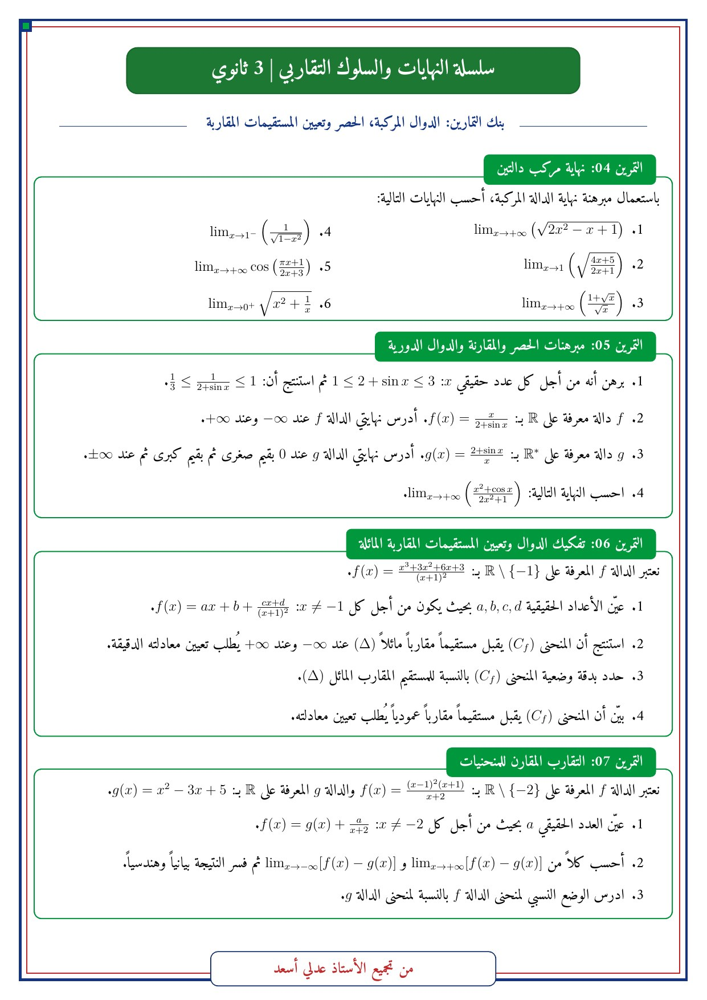 سلسلة النهايات والسلوك التقاربي | 3 ثانوي
بنك التمارين: الدوال المركبة، الحصر وتعيين المستقيمات المقاربة
التمرين 04: نهاية مركب دالتين
باستعمال مبرهنة نهاية الدالة المركبة، أحسب النهايات التالية:
1. $\lim_{x\to+\infty}\left(\sqrt{2x^2-x+1}\right)$
2. $\lim_{x\to 1}\left(\sqrt{\frac{4x+5}{2x+1}}\right)$
3. $\lim_{x\to+\infty}\left(\frac{1+\sqrt{x}}{\sqrt{x}}\right)$
4. $\lim_{x\to 1^-}\left(\frac{1}{\sqrt{1-x^2}}\right)$
5. $\lim_{x\to+\infty}\cos\left(\frac{\pi x+1}{2x+3}\right)$
6. $\lim_{x\to 0^+}\sqrt{x^2+\frac{1}{x}}$
التمرين 05: مبرهنات الحصر والمقارنة والدوال الدورية
1. برهن أنه من أجل كل عدد حقيقي $x$: $1\leq 2+\sin x\leq 3$ ثم استنتج أن: $\frac{1}{3}\leq\frac{1}{2+\sin x}\leq 1$.
2. $f$ دالة معرفة على $\mathbb{R}$ بـ: $f(x)=\frac{x}{2+\sin x}$. أدرس نهايتي الدالة $f$ عند $-\infty$ وعند $+\infty$.
3. $g$ دالة معرفة على $\mathbb{R}^*$ بـ: $g(x)=\frac{2+\sin x}{x}$. أدرس نهايتي الدالة $g$ عند $0$ بقيم صغرى ثم بقيم كبرى ثم عند $\pm\infty$.
4. احسب النهاية التالية: $\lim_{x\to+\infty}\left(\frac{x^2+\cos x}{2x^2+1}\right)$.
التمرين 06: تفكيك الدوال وتعيين المستقيمات المقاربة المائلة
نعتبر الدالة $f$ المعرفة على $\mathbb{R}\setminus\{-1\}$ بـ: $f(x)=\frac{x^3+3x^2+6x+3}{(x+1)^2}$.
1. عيّن الأعداد الحقيقية $a,b,c,d$ بحيث يكون من أجل كل $x\neq-1$: $f(x)=ax+b+\frac{cx+d}{(x+1)^2}$.
2. استنتج أن المنحنى $(C_f)$ يقبل مستقيماً مقارباً مائلاً $(\Delta)$ عند $-\infty$ وعند $+\infty$ يُطلب تعيين معادلته الدقيقة.
3. حدد بدقة وضعية المنحنى $(C_f)$ بالنسبة للمستقيم المقارب المائل $(\Delta)$.
4. بيّن أن المنحنى $(C_f)$ يقبل مستقيماً مقارباً عمودياً يُطلب تعيين معادلته.
التمرين 07: التقارب المقارن للمنحنيات
نعتبر الدالة $f$ المعرفة على $\mathbb{R}\setminus\{-2\}$ بـ: $f(x)=\frac{(x-1)^2(x+1)}{x+2}$ والدالة $g$ المعرفة على $\mathbb{R}$ بـ: $g(x)=x^2-3x+5$.
1. عيّن العدد الحقيقي $a$ بحيث من أجل كل $x\neq-2$: $f(x)=g(x)+\frac{a}{x+2}$.
2. أحسب كلاً من $\lim_{x\to+\infty}[f(x)-g(x)]$ و $\lim_{x\to-\infty}[f(x)-g(x)]$ ثم فسر النتيجة بيانياً وهندسياً.
3. ادرس الوضع النسبي لمنحنى الدالة $f$ بالنسبة لمنحنى الدالة $g$.
من تجميع الأستاذ عدلي أسعد